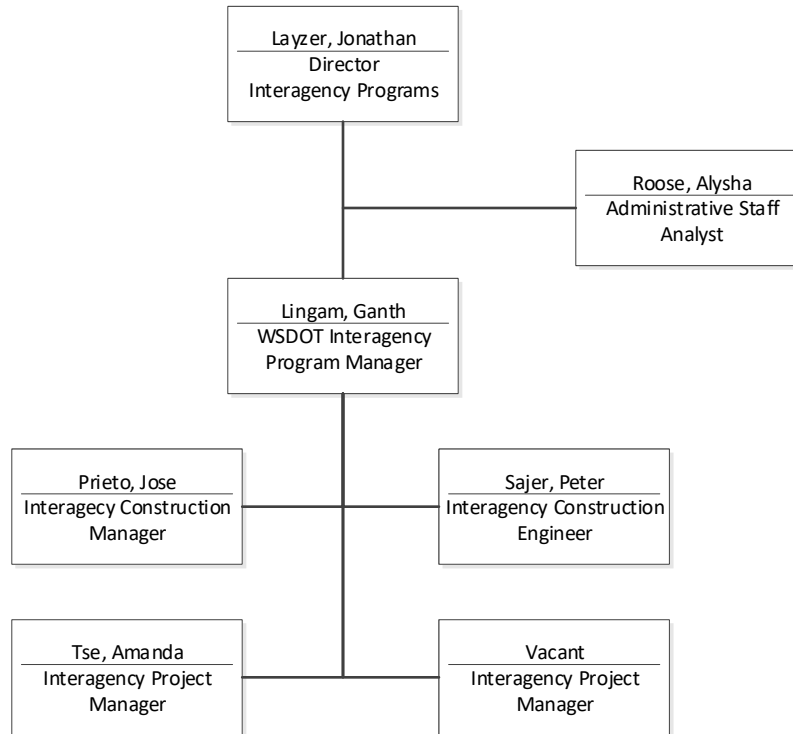 Layzer, Jonathan
Director
Interagency Programs
Roose, Alysha
Administrative Staff
Analyst
Lingam, Ganth
WSDOT Interagency
Program Manager
Prieto, Jose
Interagecy Construction
Manager
Sajer, Peter
Interagency Construction
Engineer
Tse, Amanda
Interagency Project
Manager
Vacant
Interagency Project
Manager